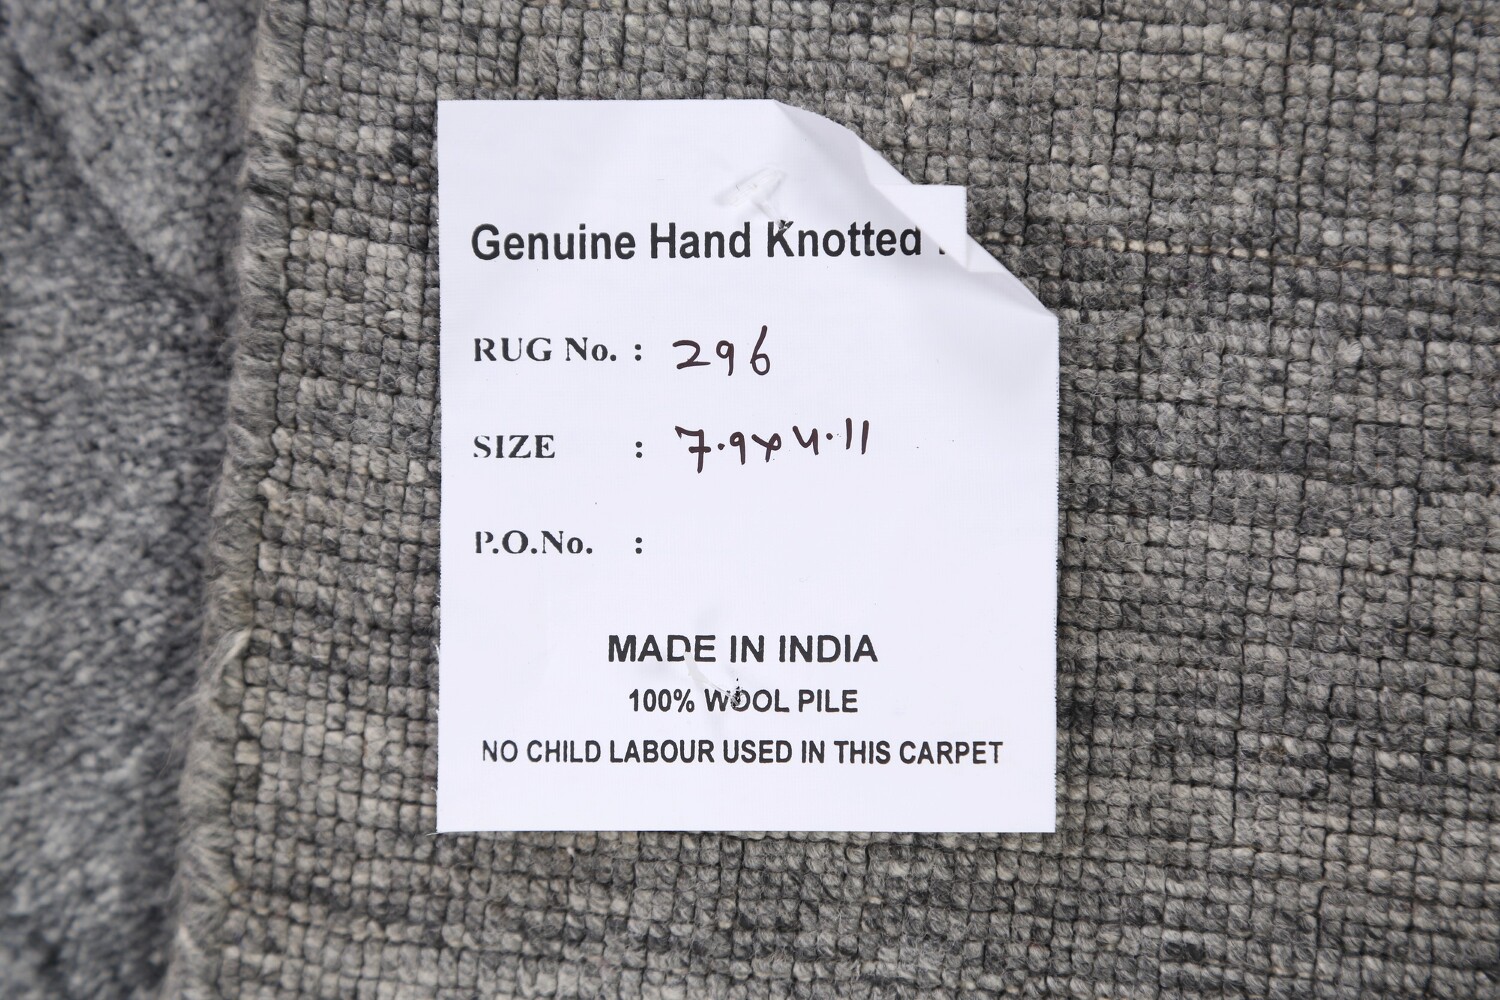 Genuine Hand Knotted
RUG No. : 296
SIZE : 7.9x4.11
P.O.No. :
MADE IN INDIA
100% WOOL PILE
NO CHILD LABOUR USED IN THIS CARPET